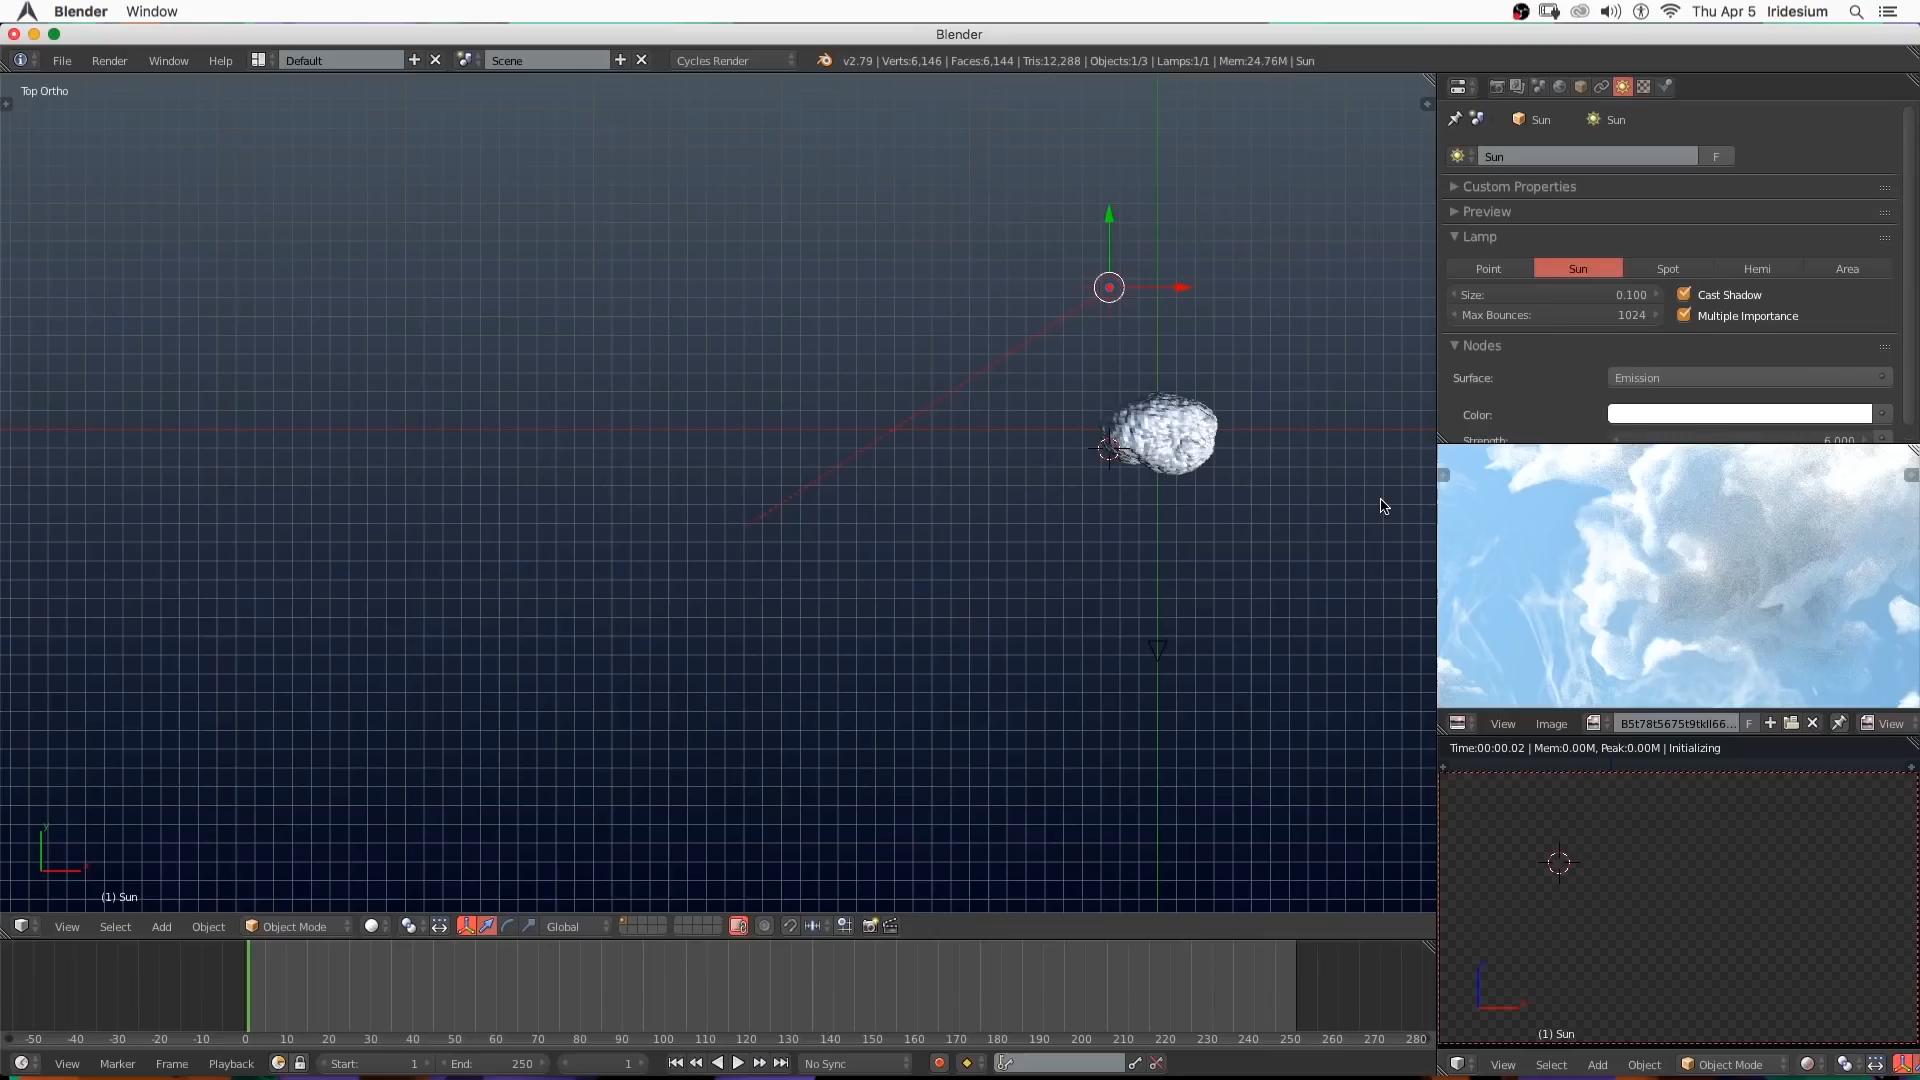 Blender Window Thu Apr 5 Iridesium
Blender
File Render Window Help Default Scene Cycles Render v2.79 | Verts:6,146 | Faces:6,144 | Tris:12,288 | Objects:1/3 | Lamps:1/1 | Mem:24.76M | Sun
Top Ortho
Sun Sun
Sun F
Custom Properties
Preview
Lamp
Point Sun Spot Hemi Area
Size: 0.100 Cast Shadow
Max Bounces: 1024 Multiple Importance
Nodes
Surface: Emission
Color:
Strength: 6.000
View Image B5t78t5675t9tkll66... F View
Time:00:00.02 | Mem:0.00M, Peak:0.00M | Initializing
y
x
(1) Sun
(1) Sun
View Select Add Object Object Mode Global
-50 -40 -30 -20 -10 0 10 20 30 40 50 60 70 80 90 100 110 120 130 140 150 160 170 180 190 200 210 220 230 240 250 260 270 280
View Marker Frame Playback Start: 1 End: 250 1 No Sync
View Select Add Object Object Mode